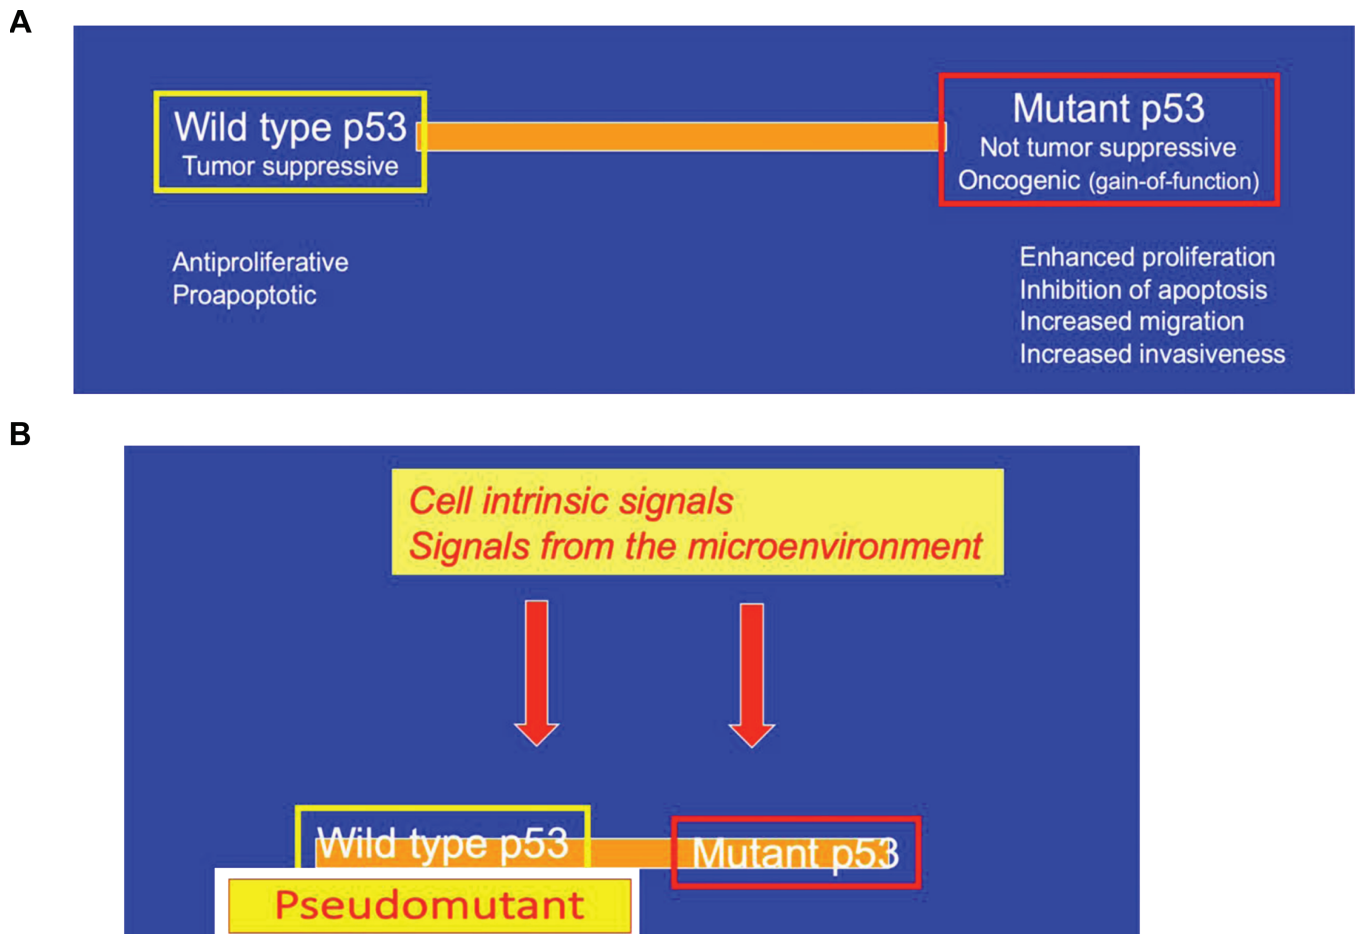 A
Wild type p53
Tumor suppressive
Mutant p53
Not tumor suppressive
Oncogenic (gain-of-function)
Antiproliferative
Proapoptotic
Enhanced proliferation
Inhibition of apoptosis
Increased migration
Increased invasiveness
B
Cell intrinsic signals
Signals from the microenvironment
Wild type p53
Mutant p53
Pseudomutant